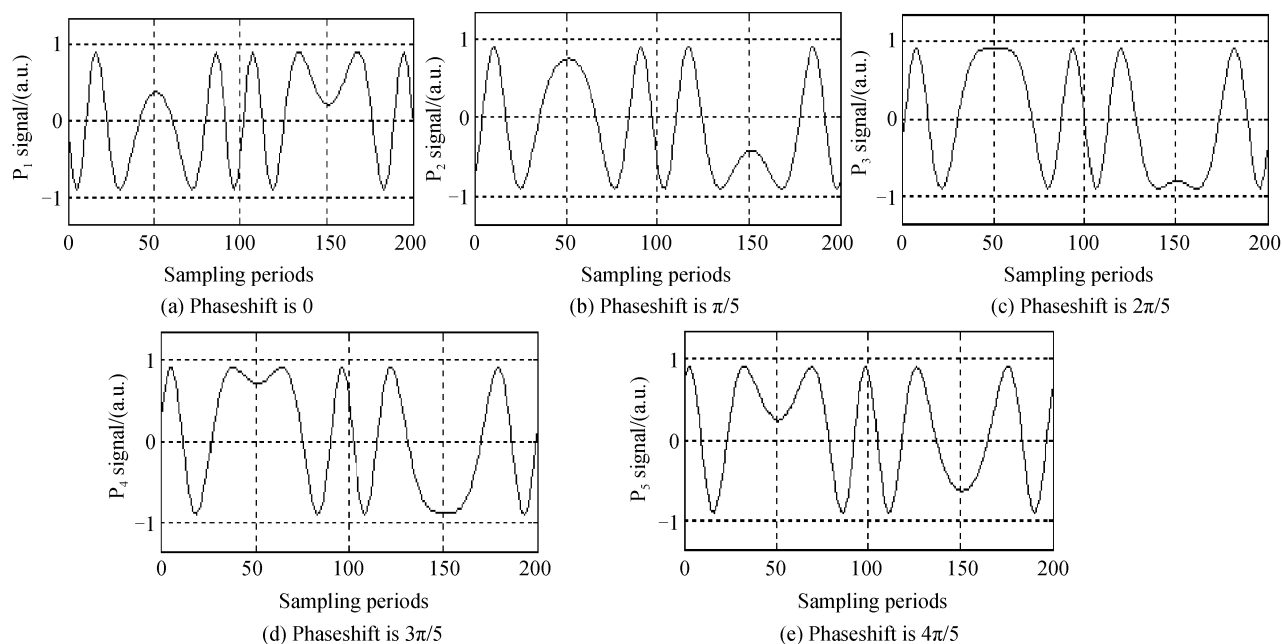 P1 signal/(a.u.)
1
0
−1
0 50 100 150 200
Sampling periods
(a) Phaseshift is 0
P2 signal/(a.u.)
1
0
−1
0 50 100 150 200
Sampling periods
(b) Phaseshift is π/5
P3 signal/(a.u.)
1
0
−1
0 50 100 150 200
Sampling periods
(c) Phaseshift is 2π/5
P4 signal/(a.u.)
1
0
−1
0 50 100 150 200
Sampling periods
(d) Phaseshift is 3π/5
P5 signal/(a.u.)
1
0
−1
0 50 100 150 200
Sampling periods
(e) Phaseshift is 4π/5